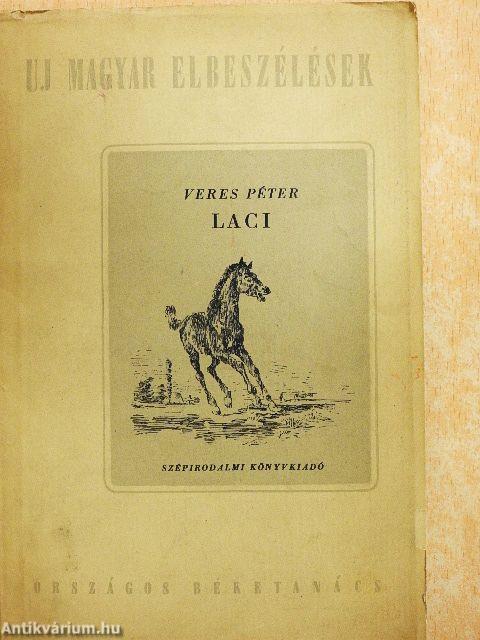 UJ MAGYAR ELBESZÉLÉSEK
VERES PÉTER
LACI
SZÉPIRODALMI KÖNYVKIADÓ
ORSZÁGOS BÉKETANÁCS
Antikvárium.hu